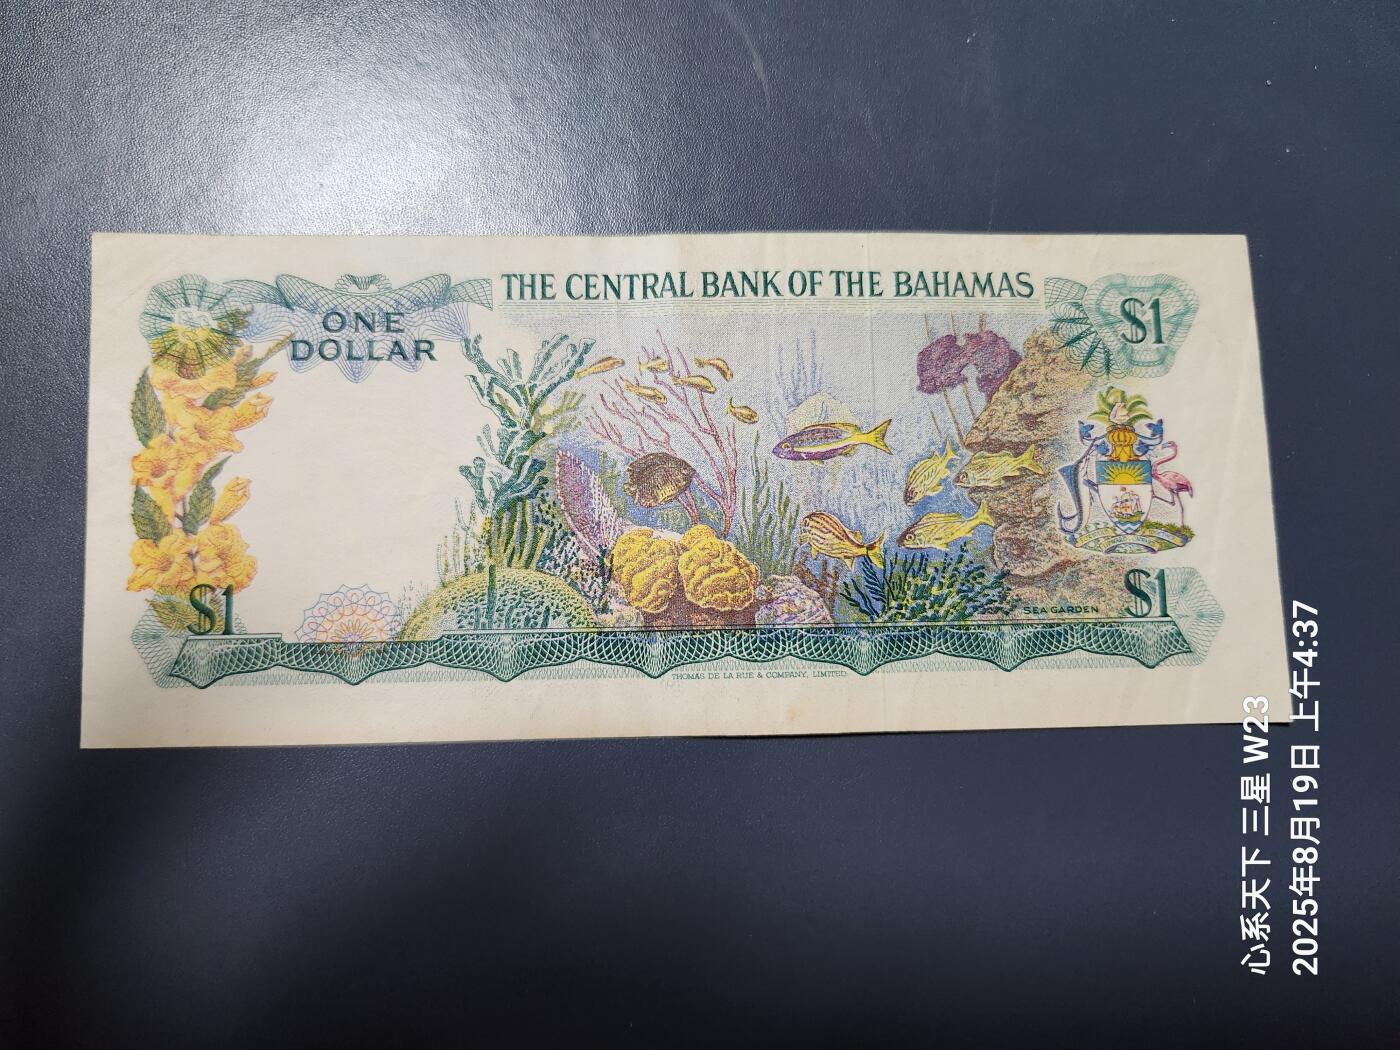 THE CENTRAL BANK OF THE BAHAMAS
$1
ONE
DOLLAR
$1
SEA GARDEN
$1
THOMAS DE LA RUE & COMPANY, LIMITED.
心系天下 三星 W23
2025年8月19日 上午4:37